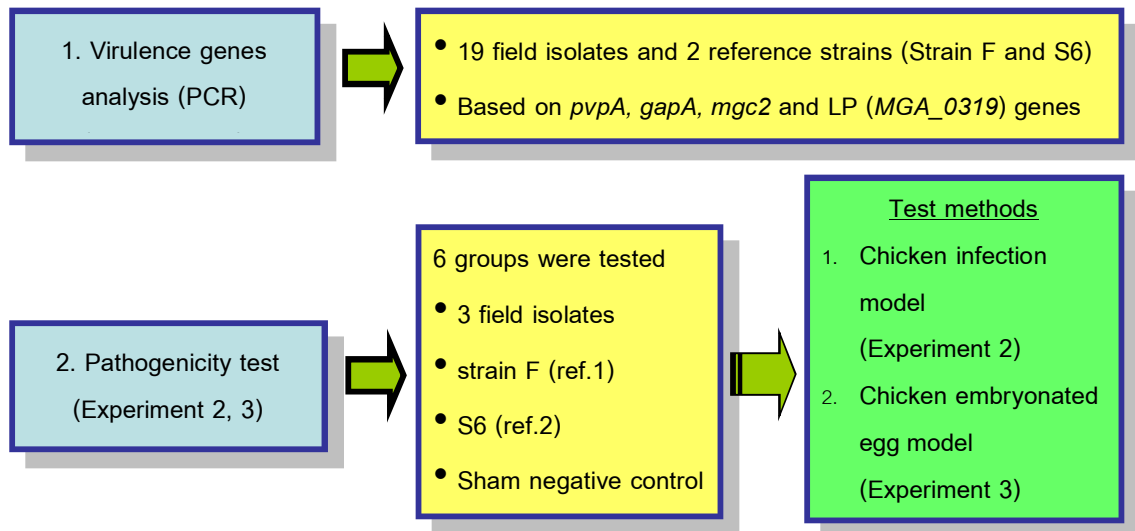 1. Virulence genes
analysis (PCR)
• 19 field isolates and 2 reference strains (Strain F and S6)
• Based on pvpA, gapA, mgc2 and LP (MGA_0319) genes
2. Pathogenicity test
(Experiment 2, 3)
6 groups were tested
• 3 field isolates
• strain F (ref.1)
• S6 (ref.2)
• Sham negative control
Test methods
1. Chicken infection
model
(Experiment 2)
2. Chicken embryonated
egg model
(Experiment 3)